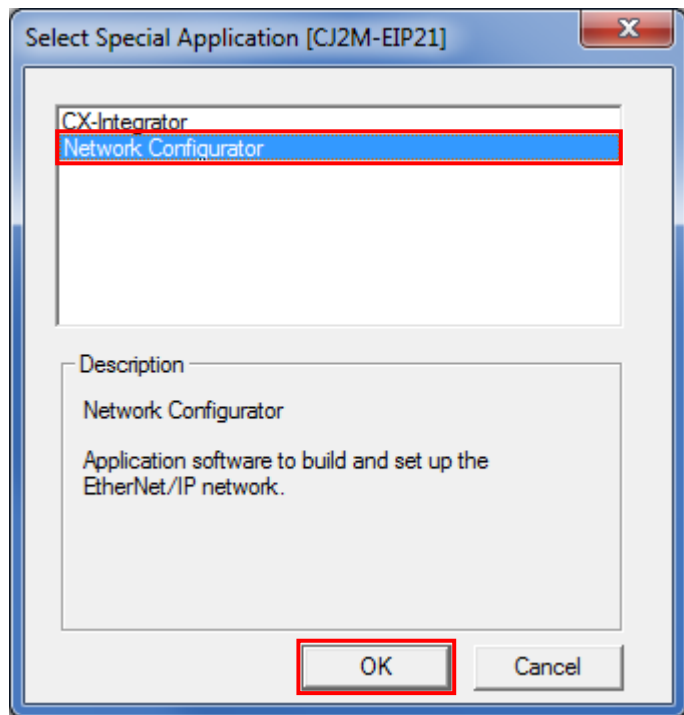 Select Special Application [CJ2M-EIP21]
CX-Integrator
Network Configurator
Description
Network Configurator
Application software to build and set up the
EtherNet/IP network.
OK
Cancel